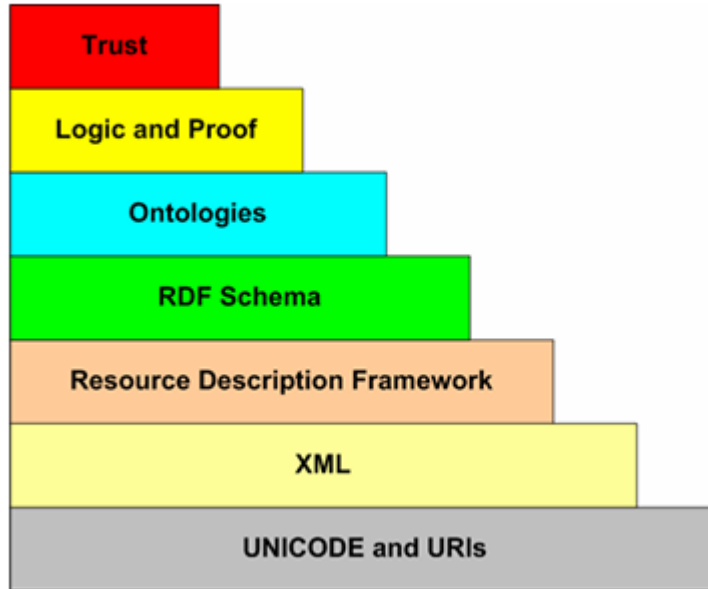 Trust
Logic and Proof
Ontologies
RDF Schema
Resource Description Framework
XML
UNICODE and URIs